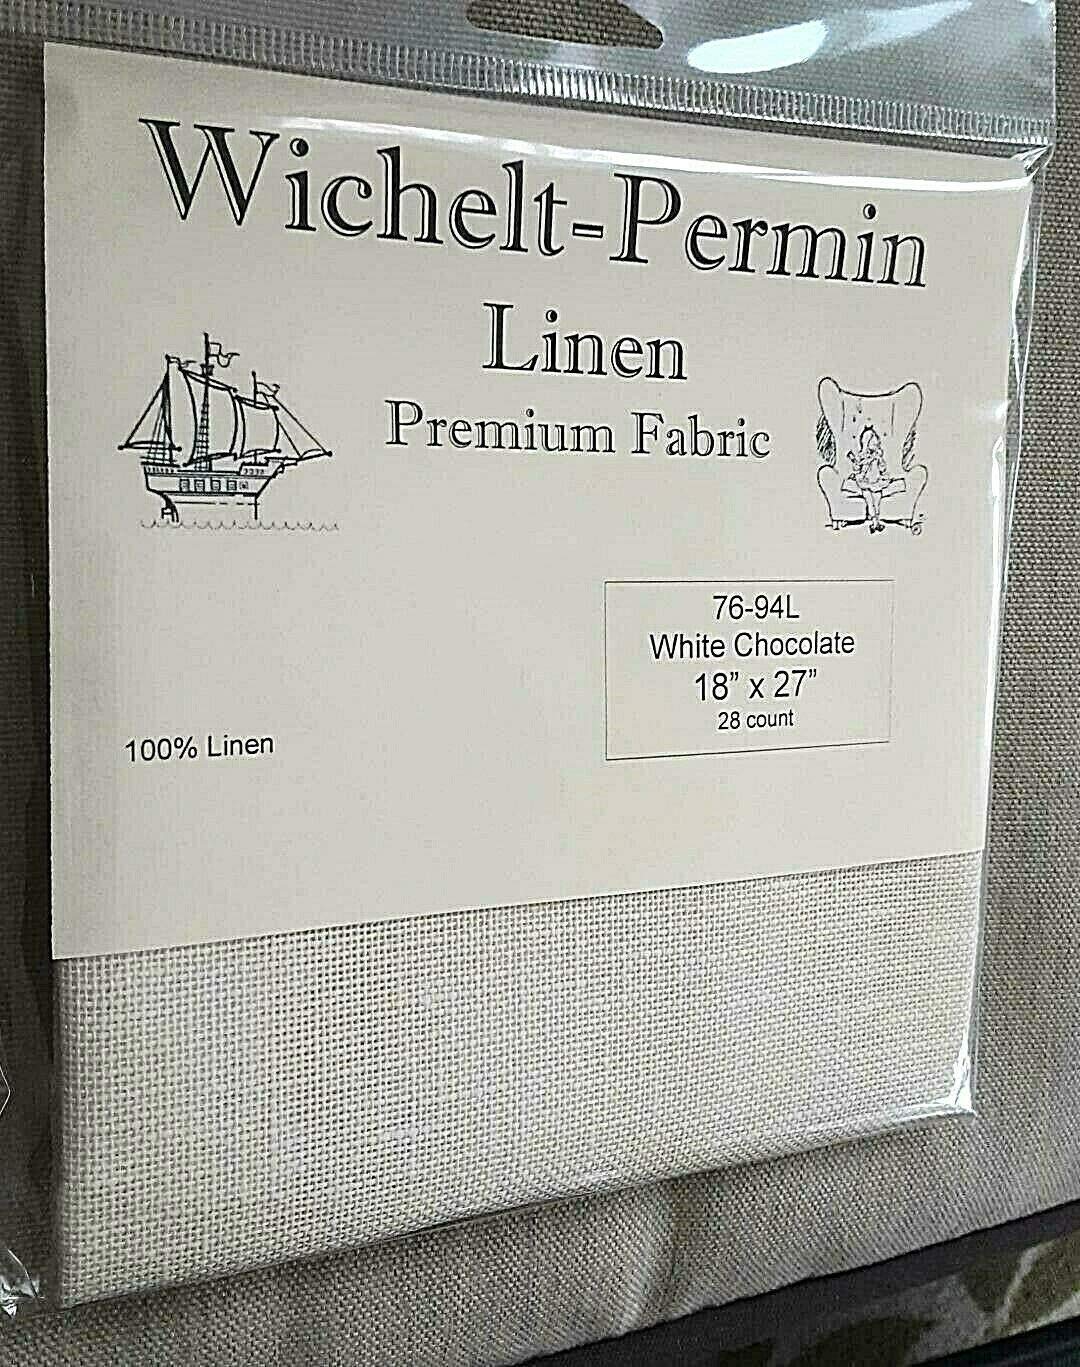 Wichelt-Permin
Linen
Premium Fabric
76-94L
White Chocolate
18” x 27”
28 count
100% Linen